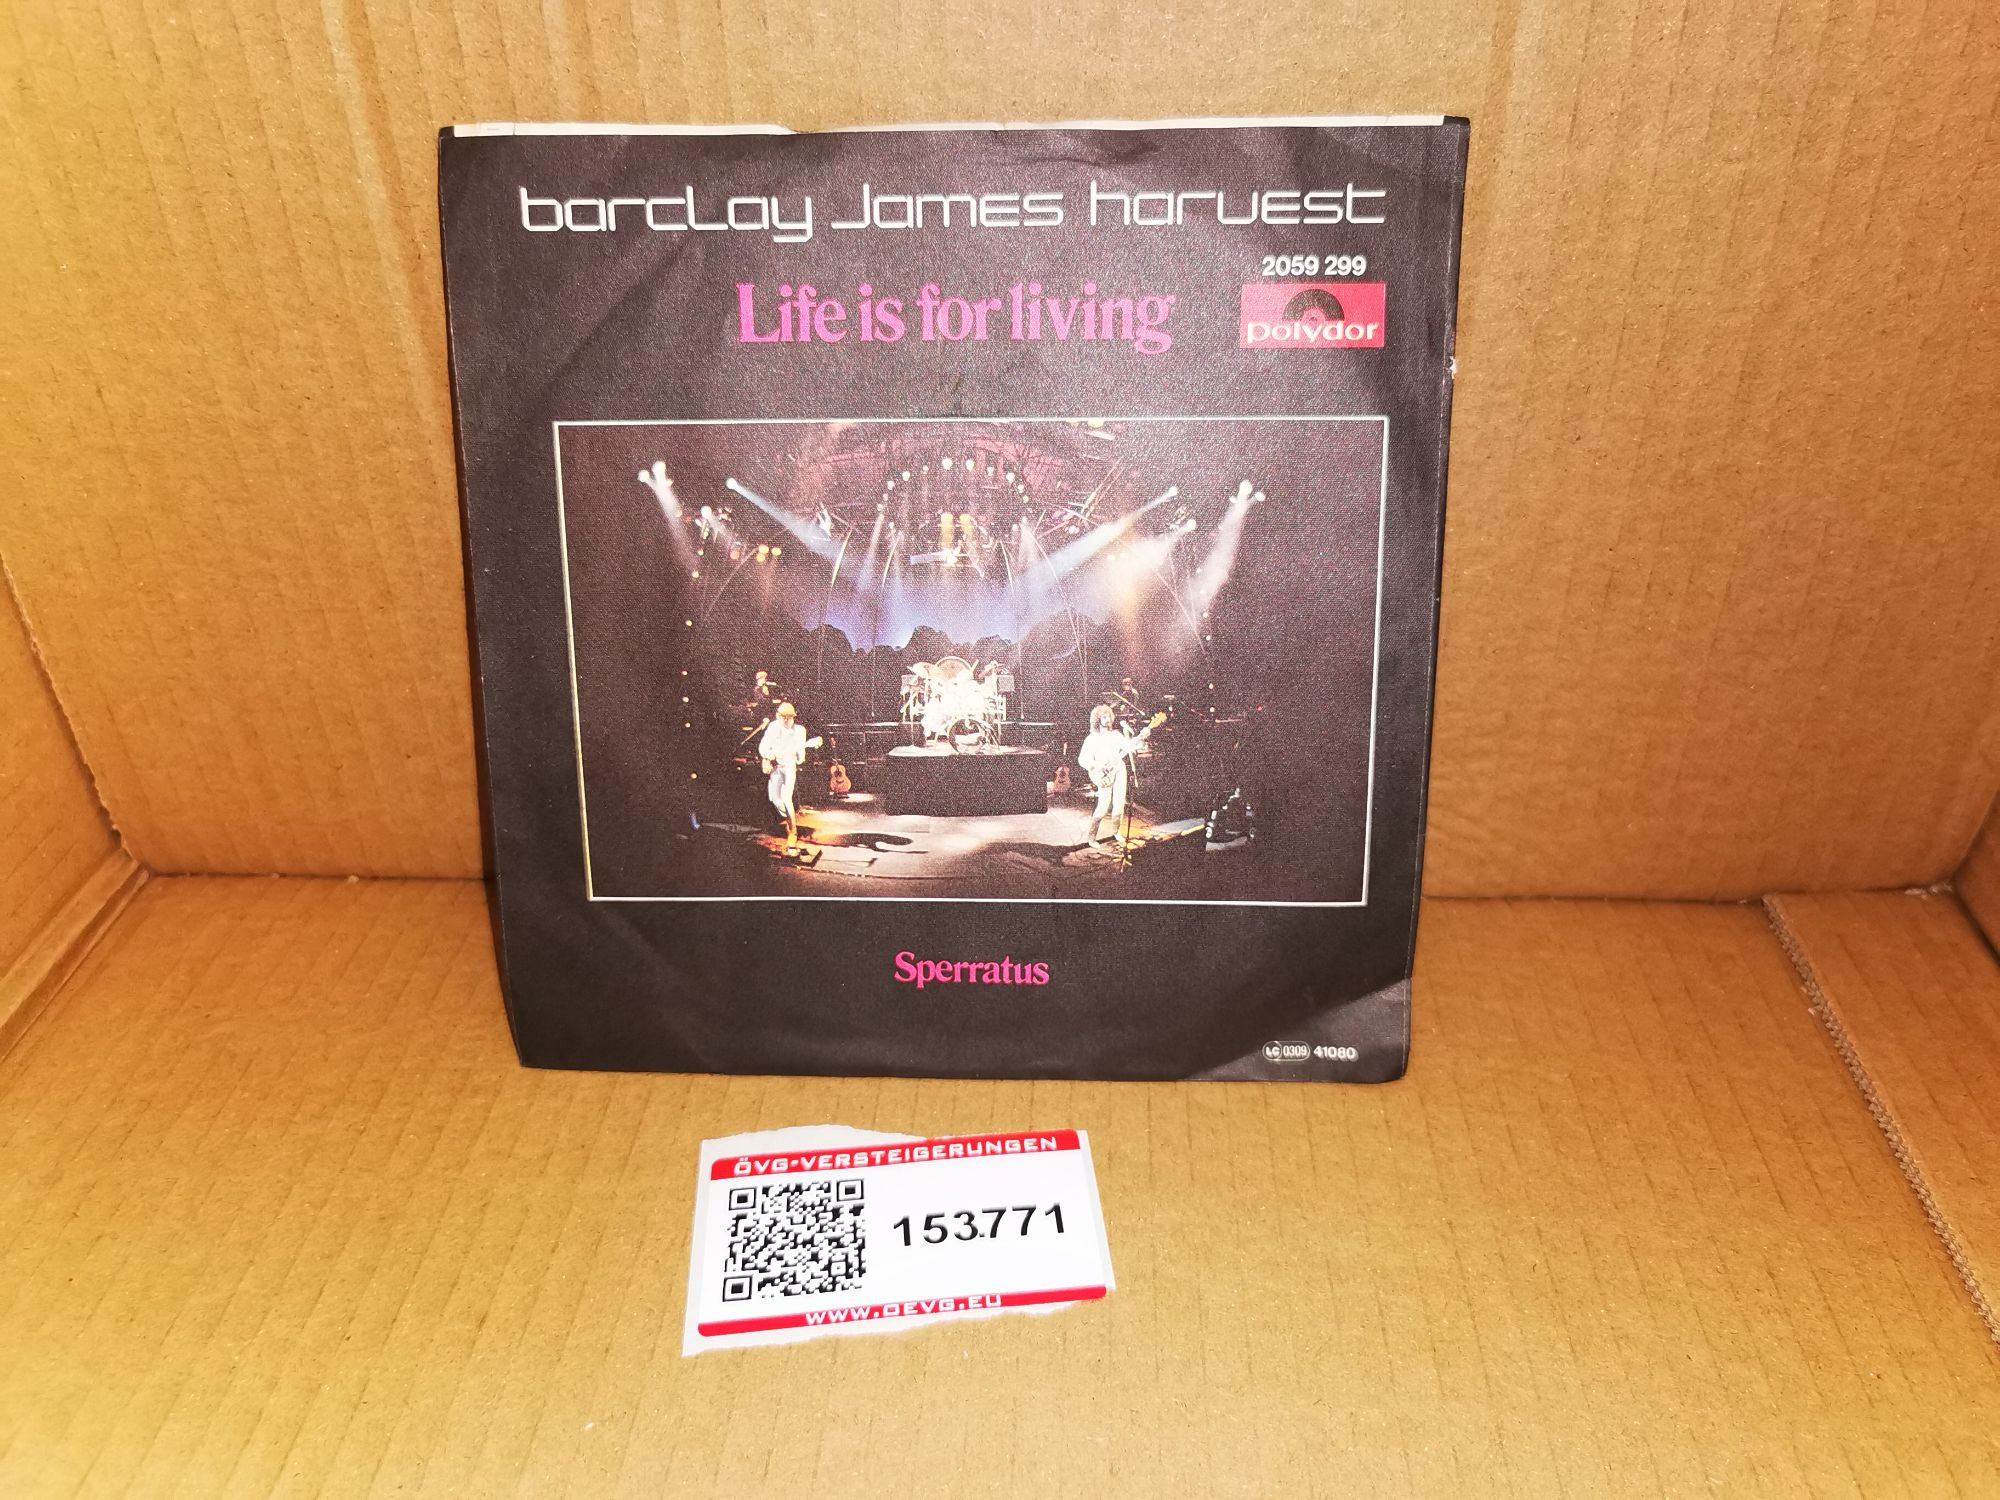 barclay James harvest
2059 299
Life is for living
polydor
Sperratus
LC 0309 41080
ÖVG-VERSTEIGERUNGEN
153.771
WWW.OEVG.EU